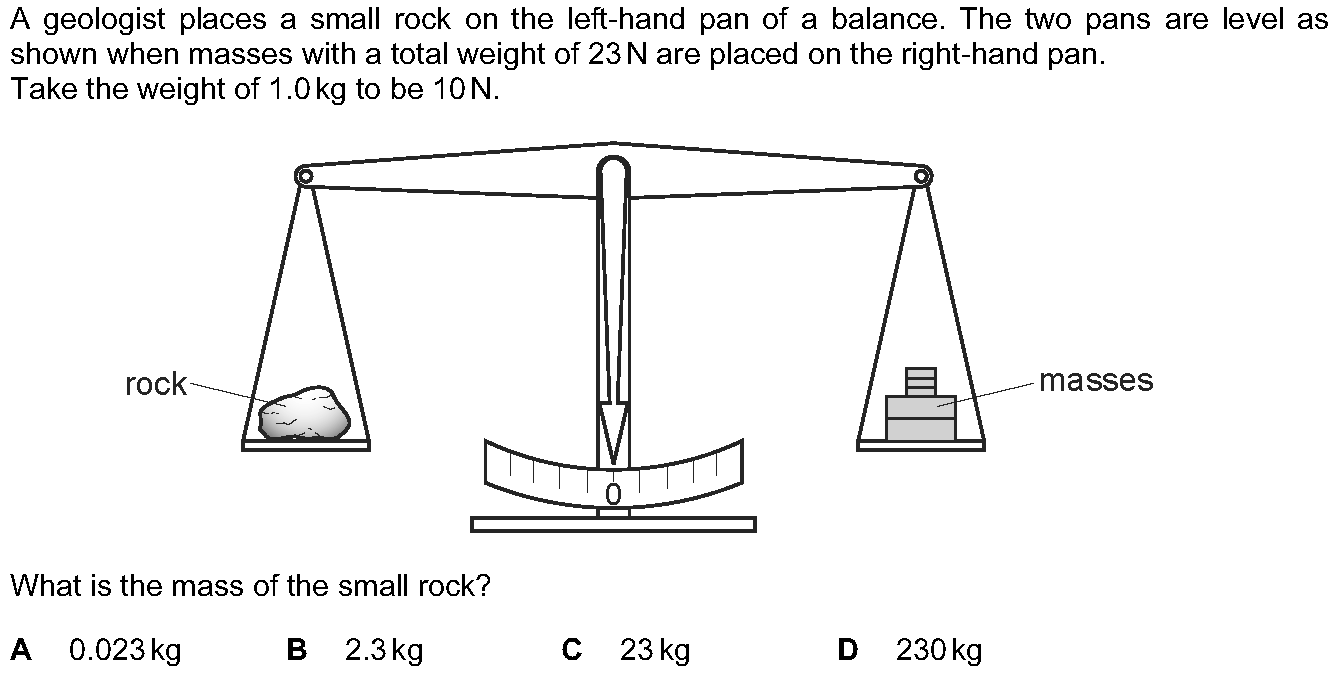 A geologist places a small rock on the left-hand pan of a balance. The two pans are level as
shown when masses with a total weight of 23 N are placed on the right-hand pan.
Take the weight of 1.0 kg to be 10 N.
rock
masses
0
What is the mass of the small rock?
A 0.023 kg B 2.3 kg C 23 kg D 230 kg